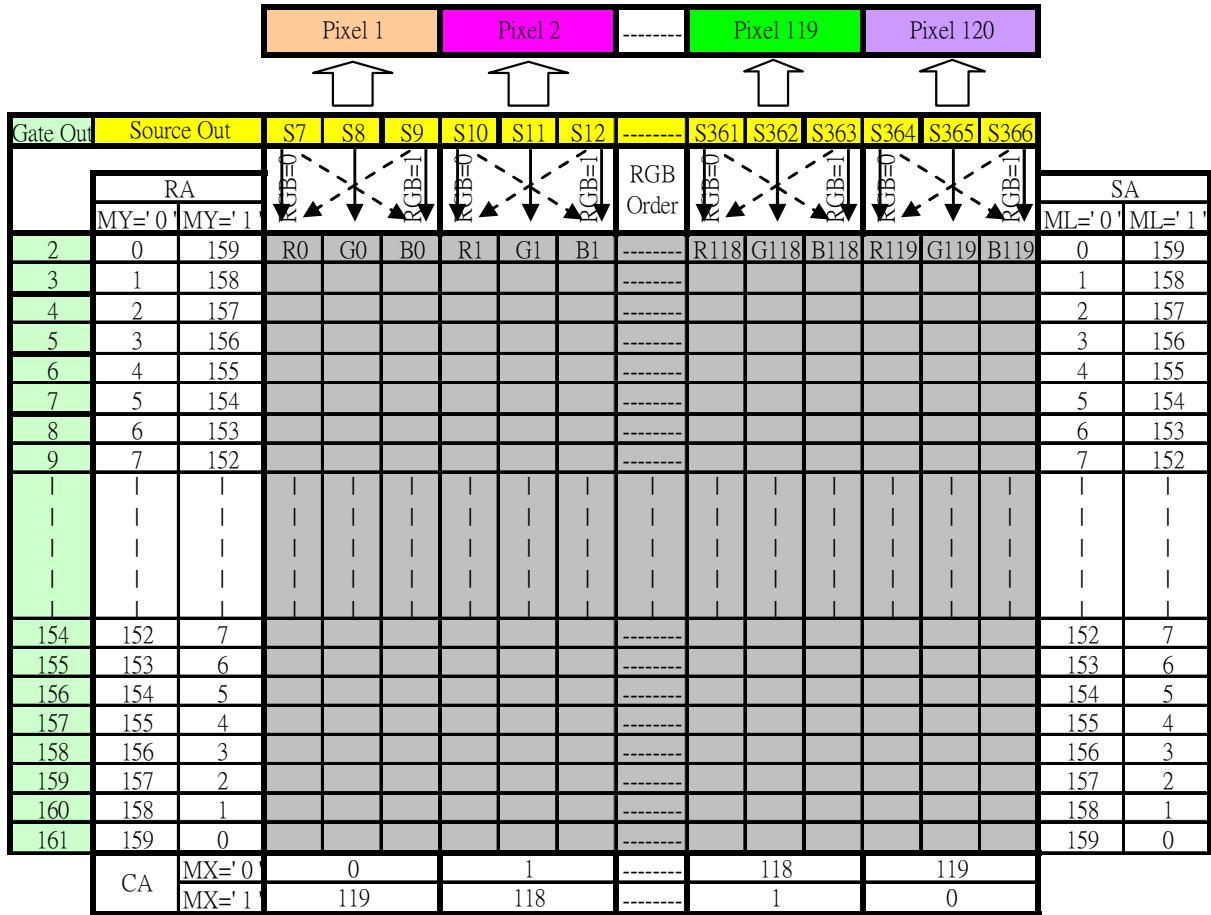 Pixel 1 Pixel 2 -------- Pixel 119 Pixel 120
Gate Out Source Out S7 S8 S9 S10 S11 S12 -------- S361 S362 S363 S364 S365 S366
RGB=0 RGB=1 RGB=0 RGB=1 RGB Order RGB=0 RGB=1 RGB=0 RGB=1
RA SA
MY=' 0 ' MY=' 1 ' ML=' 0 ' ML=' 1 '
2 0 159 R0 G0 B0 R1 G1 B1 -------- R118 G118 B118 R119 G119 B119 0 159
3 1 158 -------- 1 158
4 2 157 -------- 2 157
5 3 156 -------- 3 156
6 4 155 -------- 4 155
7 5 154 -------- 5 154
8 6 153 -------- 6 153
9 7 152 -------- 7 152
| | | | | | | | | | | | | | | |
| | | | | | | | | | | | | | | |
| | | | | | | | | | | | | | | |
| | | | | | | | | | | | | | | |
| | | | | | | | | | | | | | | |
154 152 7 -------- 152 7
155 153 6 -------- 153 6
156 154 5 -------- 154 5
157 155 4 -------- 155 4
158 156 3 -------- 156 3
159 157 2 -------- 157 2
160 158 1 -------- 158 1
161 159 0 -------- 159 0
CA MX=' 0 ' 0 1 -------- 118 119
MX=' 1 ' 119 118 -------- 1 0